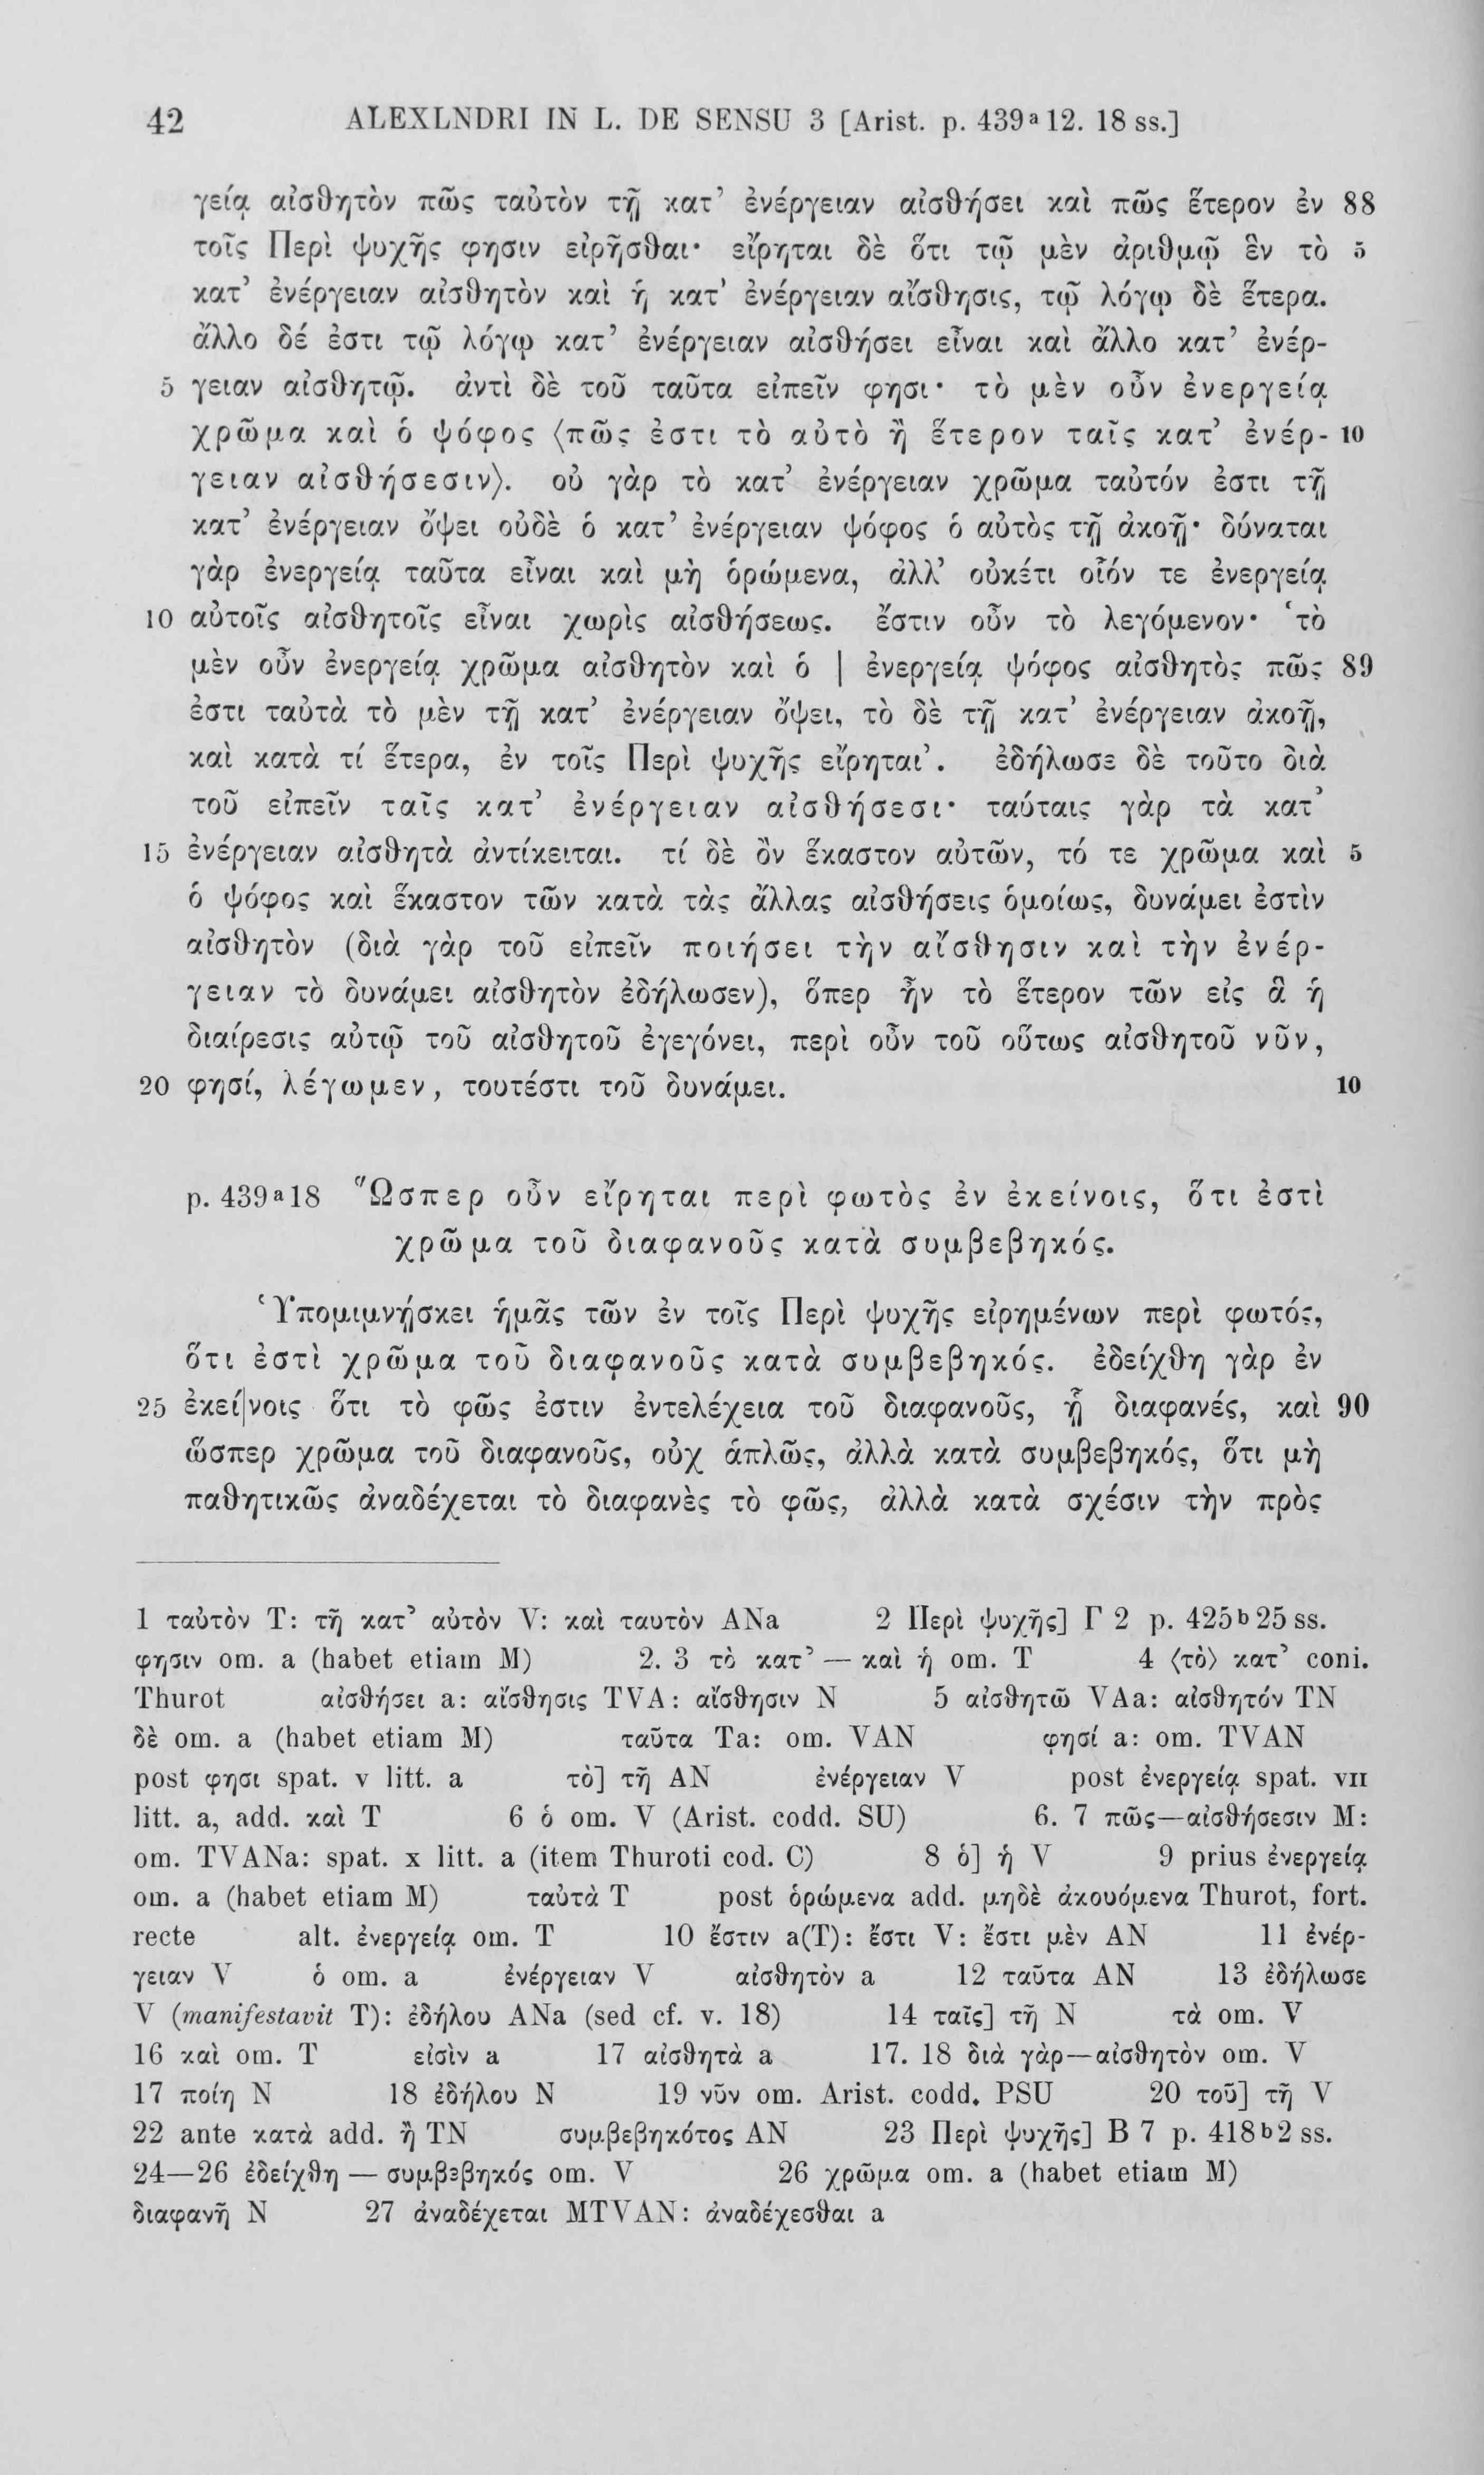 42 ALEXLNDRI IN L. DE SENSU 3 [Arist. p. 439ᵃ12. 18 ss.]
γείᾳ αἰσθητὸν πῶς ταὐτὸν τῇ κατ’ ἐνέργειαν αἰσθήσει καὶ πῶς ἕτερον ἐν 88
τοῖς Περὶ ψυχῆς φησιν εἰρῆσθαι· εἴρηται δὲ ὅτι τῷ μὲν ἀριθμῷ ἓν τὸ 5
κατ’ ἐνέργειαν αἰσθητὸν καὶ ἡ κατ’ ἐνέργειαν αἴσθησις, τῷ λόγῳ δὲ ἕτερα.
ἄλλο δέ ἐστι τῷ λόγῳ κατ’ ἐνέργειαν αἰσθήσει εἶναι καὶ ἄλλο κατ’ ἐνέρ-
5 γειαν αἰσθητῷ. ἀντὶ δὲ τοῦ ταῦτα εἰπεῖν φησι· τὸ μὲν οὖν ἐνεργείᾳ
χρῶμα καὶ ὁ ψόφος ⟨πῶς ἐστι τὸ αὐτὸ ἢ ἕτερον ταῖς κατ’ ἐνέρ- 10
γειαν αἰσθήσεσιν⟩. οὐ γὰρ τὸ κατ’ ἐνέργειαν χρῶμα ταὐτόν ἐστι τῇ
κατ’ ἐνέργειαν ὄψει οὐδὲ ὁ κατ’ ἐνέργειαν ψόφος ὁ αὐτὸς τῇ ἀκοῇ· δύναται
γὰρ ἐνεργείᾳ ταῦτα εἶναι καὶ μὴ ὁρώμενα, ἀλλ’ οὐκέτι οἷόν τε ἐνεργείᾳ
10 αὐτοῖς αἰσθητοῖς εἶναι χωρὶς αἰσθήσεως. ἔστιν οὖν τὸ λεγόμενον· ‘τὸ
μὲν οὖν ἐνεργείᾳ χρῶμα αἰσθητὸν καὶ ὁ | ἐνεργείᾳ ψόφος αἰσθητὸς πῶς 89
ἐστι ταὐτὰ τὸ μὲν τῇ κατ’ ἐνέργειαν ὄψει, τὸ δὲ τῇ κατ’ ἐνέργειαν ἀκοῇ,
καὶ κατὰ τί ἕτερα, ἐν τοῖς Περὶ ψυχῆς εἴρηται’. ἐδήλωσε δὲ τοῦτο διὰ
τοῦ εἰπεῖν ταῖς κατ’ ἐνέργειαν αἰσθήσεσι· ταύταις γὰρ τὰ κατ’
15 ἐνέργειαν αἰσθητὰ ἀντίκειται. τί δὲ ὂν ἕκαστον αὐτῶν, τό τε χρῶμα καὶ 5
ὁ ψόφος καὶ ἕκαστον τῶν κατὰ τὰς ἄλλας αἰσθήσεις ὁμοίως, δυνάμει ἐστὶν
αἰσθητὸν (διὰ γὰρ τοῦ εἰπεῖν ποιήσει τὴν αἴσθησιν καὶ τὴν ἐνέρ-
γειαν τὸ δυνάμει αἰσθητὸν ἐδήλωσεν), ὅπερ ἦν τὸ ἕτερον τῶν εἰς ἃ ἡ
διαίρεσις αὐτῷ τοῦ αἰσθητοῦ ἐγεγόνει, περὶ οὖν τοῦ οὕτως αἰσθητοῦ νῦν,
20 φησί, λέγωμεν, τουτέστι τοῦ δυνάμει. 10
p. 439ᵃ18 Ὥσπερ οὖν εἴρηται περὶ φωτὸς ἐν ἐκείνοις, ὅτι ἐστὶ
χρῶμα τοῦ διαφανοῦς κατὰ συμβεβηκός.
Ὑπομιμνῄσκει ἡμᾶς τῶν ἐν τοῖς Περὶ ψυχῆς εἰρημένων περὶ φωτός,
ὅτι ἐστὶ χρῶμα τοῦ διαφανοῦς κατὰ συμβεβηκός. ἐδείχθη γὰρ ἐν
25 ἐκεί|νοις ὅτι τὸ φῶς ἐστιν ἐντελέχεια τοῦ διαφανοῦς, ᾗ διαφανές, καὶ 90
ὥσπερ χρῶμα τοῦ διαφανοῦς, οὐχ ἁπλῶς, ἀλλὰ κατὰ συμβεβηκός, ὅτι μὴ
παθητικῶς ἀναδέχεται τὸ διαφανὲς τὸ φῶς, ἀλλὰ κατὰ σχέσιν τὴν πρὸς
1 ταὐτὸν T: τῇ κατ’ αὐτὸν V: καὶ ταυτὸν ANa 2 Περὶ ψυχῆς] Γ 2 p. 425ᵇ25 ss.
φησιν om. a (habet etiam M) 2. 3 τὸ κατ’ — καὶ ἡ om. T 4 ⟨τὸ⟩ κατ’ coni.
Thurot αἰσθήσει a: αἴσθησις TVA: αἴσθησιν N 5 αἰσθητῶ VAa: αἰσθητόν TN
δὲ om. a (habet etiam M) ταῦτα Ta: om. VAN φησί a: om. TVAN
post φησι spat. v litt. a τὸ] τῆ AN ἐνέργειαν V post ἐνεργείᾳ spat. vii
litt. a, add. καὶ T 6 ὁ om. V (Arist. codd. SU) 6. 7 πῶς—αἰσθήσεσιν M:
om. TVANa: spat. x litt. a (item Thuroti cod. C) 8 ὁ] ἡ V 9 prius ἐνεργείᾳ
om. a (habet etiam M) ταὐτὰ T post ὁρώμενα add. μηδὲ ἀκουόμενα Thurot, fort.
recte alt. ἐνεργείᾳ om. T 10 ἔστιν a(T): ἔστι V: ἔστι μὲν AN 11 ἐνέρ-
γειαν V ὁ om. a ἐνέργειαν V αἰσθητὸν a 12 ταῦτα AN 13 ἐδήλωσε
V (manifestavit T): ἐδήλου ANa (sed cf. v. 18) 14 ταῖς] τῆ N τὰ om. V
16 καὶ om. T εἰσὶν a 17 αἰσθητὰ a 17. 18 διὰ γὰρ—αἰσθητὸν om. V
17 ποίη N 18 ἐδήλου N 19 νῦν om. Arist. codd. PSU 20 τοῦ] τῆ V
22 ante κατὰ add. ἢ TN συμβεβηκότος AN 23 Περὶ ψυχῆς] B 7 p. 418ᵇ2 ss.
24—26 ἐδείχθη — συμβεβηκός om. V 26 χρῶμα om. a (habet etiam M)
διαφανῆ N 27 ἀναδέχεται MTVAN: ἀναδέχεσθαι a